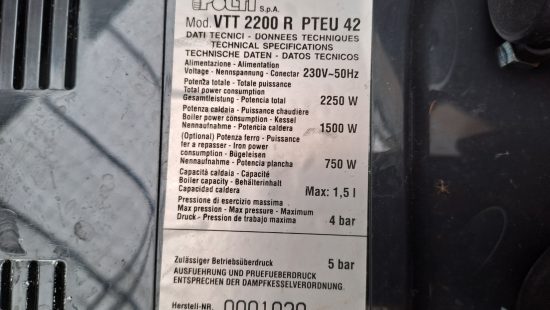 POLTI S.p.A.
Mod. VTT 2200 R PTEU 42
DATI TECNICI - DONNEES TECHNIQUES
TECHNICAL SPECIFICATIONS
TECHNISCHE DATEN - DATOS TECNICOS
Alimentazione - Alimentation
Voltage - Nennspannung - Conectar 230V~50Hz
Potenza totale - Totale puissance
Total power consumption
Gesamtleistung - Potencia total 2250 W
Potenza caldaia - Puissance chaudière
Boiler power consumption - Kessel
Nennaufnahme - Potencia caldera 1500 W
(Optional) Potenza ferro - Puissance
fer a repasser - Iron power
consumption - Bügeleisen
Nennaufnahme - Potencia plancha 750 W
Capacità caldaia - Capacité
Boiler capacity - Behälterinhalt
Capacidad caldera Max: 1,5 l
Pressione di esercizio massima
Max pression - Max pressure - Maximum
Druck - Pression de trabajo maxima 4 bar
Zulässiger Betriebsüberdruck 5 bar
AUSFUEHRUNG UND PRUEFUEBERDRUCK
ENTSPRECHEN DER DAMPFKESSELVERORDNUNG.
Herstell-NR.